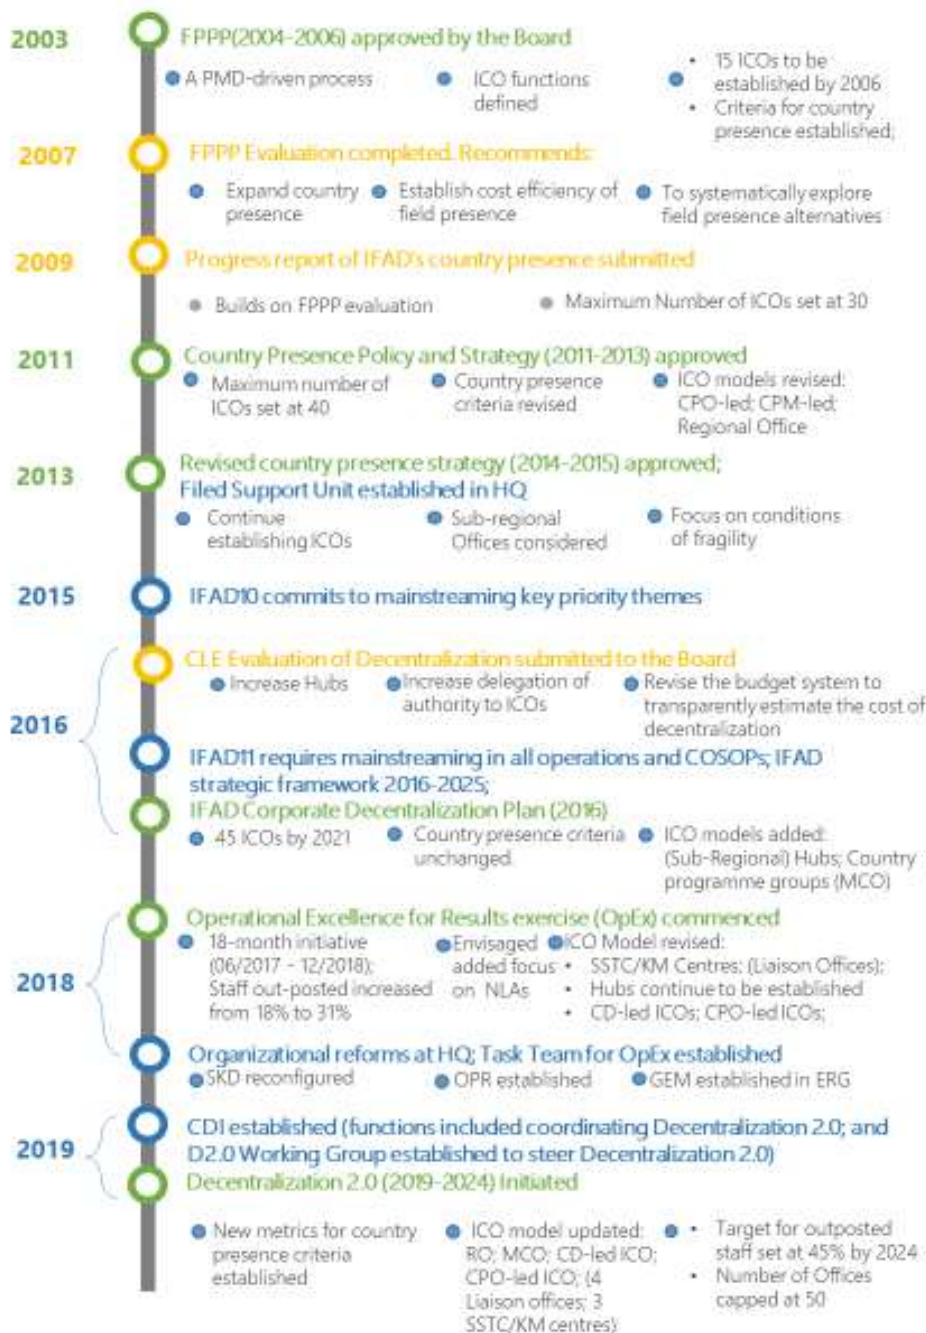 2003
FPPP(2004-2006) approved by the Board
A PMD-driven process
ICO functions
defined
15 ICOs to be
established by 2006
Criteria for country
presence established;
2007
FPPP Evaluation completed. Recommends:
Expand country
presence
Establish cost efficiency of
field presence
To systematically explore
field presence alternatives
2009
Progress report of IFAD's country presence submitted
Builds on FPPP evaluation
Maximum Number of ICOs set at 30
2011
Country Presence Policy and Strategy (2011-2013) approved
Maximum number of
ICOs set at 40
Country presence
criteria revised
ICO models revised:
CPO-led; CPM-led;
Regional Office
2013
Revised country presence strategy (2014-2015) approved;
Filed Support Unit established in HQ
Continue
establishing ICOs
Sub-regional
Offices considered
Focus on conditions
of fragility
2015
IFAD10 commits to mainstreaming key priority themes
2016
CLE Evaluation of Decentralization submitted to the Board
Increase Hubs
Increase delegation of
authority to ICOs
Revise the budget system to
transparently estimate the cost of
decentralization
IFAD11 requires mainstreaming in all operations and COSOPs; IFAD
strategic framework 2016-2025;
IFAD Corporate Decentralization Plan (2016)
45 ICOs by 2021
Country presence criteria
unchanged
ICO models added:
(Sub-Regional) Hubs; Country
programme groups (MCO)
2018
Operational Excellence for Results exercise (OpEx) commenced
18-month initiative
(06/2017 - 12/2018);
Staff out-posted increased
from 18% to 31%
Envisaged
added focus
on NLAs
ICO Model revised:
SSTC/KM Centres; (Liaison Offices);
Hubs continue to be established
CD-led ICOs; CPO-led ICOs;
Organizational reforms at HQ; Task Team for OpEx established
SKD reconfigured
OPR established
GEM established in ERG
2019
CDI established (functions included coordinating Decentralization 2.0; and
D2.0 Working Group established to steer Decentralization 2.0)
Decentralization 2.0 (2019-2024) Initiated
New metrics for country
presence criteria
established
ICO model updated:
RO; MCO; CD-led ICO;
CPO-led ICO; (4
Liaison offices; 3
SSTC/KM centres)
Target for outposted
staff set at 45% by 2024
Number of Offices
capped at 50